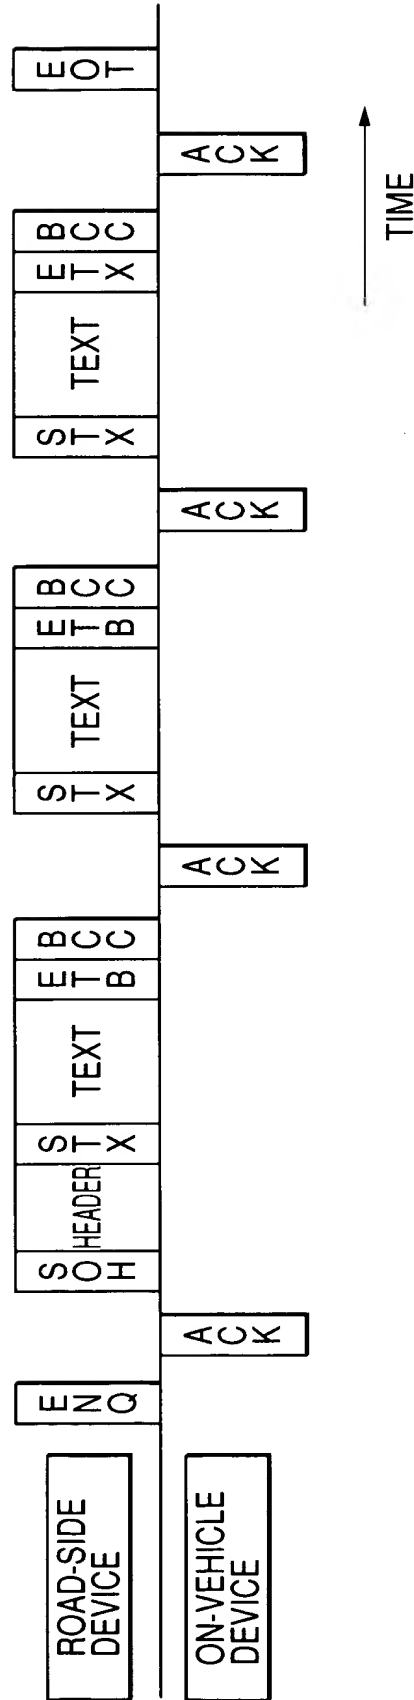 ROAD-SIDE
DEVICE
ENQ
SOH
HEADER
STX
TEXT
ETB
BCC
STX
TEXT
ETB
BCC
STX
TEXT
ETX
BCC
EOT
ON-VEHICLE
DEVICE
ACK
ACK
ACK
ACK
TIME